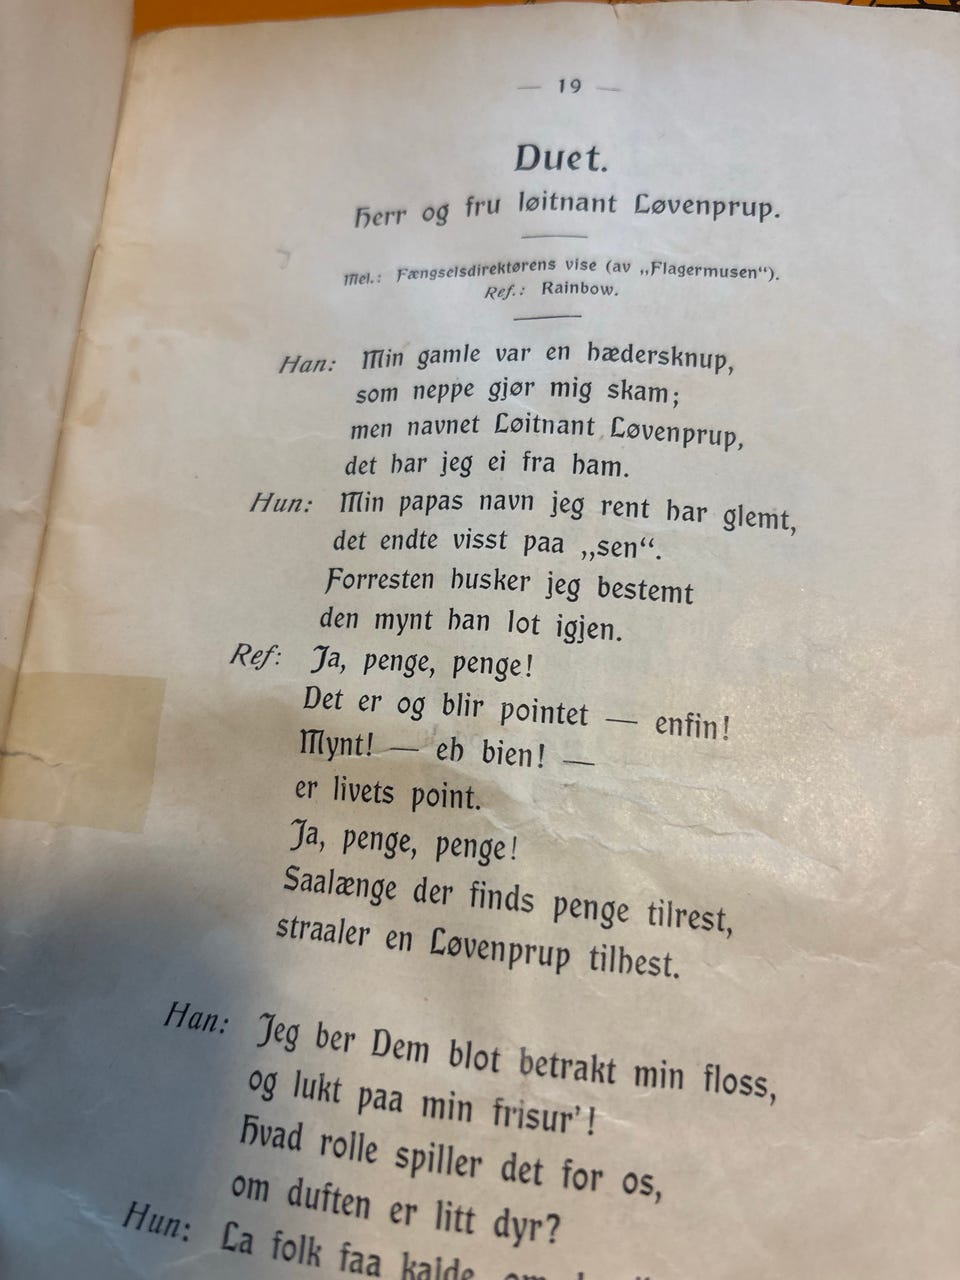 — 19 —
Duet.
Herr og fru løitnant Løvenprup.
Mel.: Fængselsdirektørens vise (av „Flagermusen“).
Ref.: Rainbow.
Han: Min gamle var en hædersknup,
som neppe gjør mig skam;
men navnet Løitnant Løvenprup,
det har jeg ei fra ham.
Hun: Min papas navn jeg rent har glemt,
det endte visst paa „sen“.
Forresten husker jeg bestemt
den mynt han lot igjen.
Ref: Ja, penge, penge!
Det er og blir pointet — enfin!
Mynt! — eh bien! —
er livets point.
Ja, penge, penge!
Saalænge der finds penge tilrest,
straaler en Løvenprup tilhest.
Han: Jeg ber Dem blot betrakt min floss,
og lukt paa min frisur’!
Hvad rolle spiller det for os,
om duften er litt dyr?
Hun: La folk faa kalde